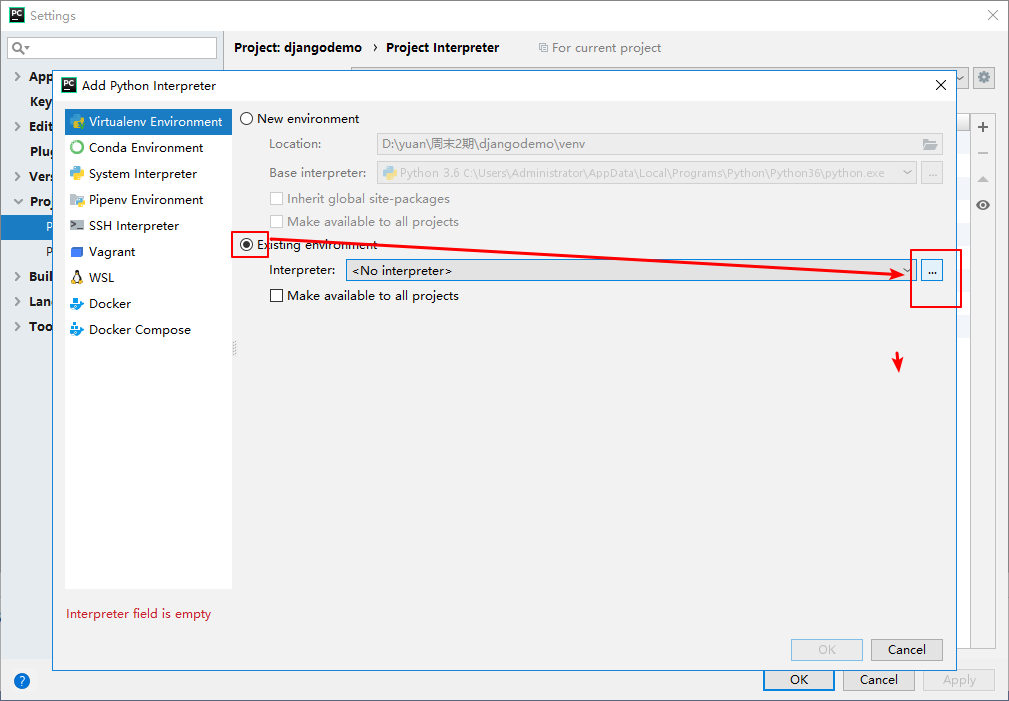 PC Settings
Project: djangodemo › Project Interpreter For current project
App
PC Add Python Interpreter
Key
Edit
Plug
Vers
Pro
P
P
Buil
Lan
Too
Virtualenv Environment
Conda Environment
System Interpreter
Pipenv Environment
SSH Interpreter
Vagrant
WSL
Docker
Docker Compose
New environment
Location: D:\yuan\周末2期\djangodemo\venv
Base interpreter: Python 3.6 C:\Users\Administrator\AppData\Local\Programs\Python\Python36\python.exe ...
Inherit global site-packages
Make available to all projects
Existing environment
Interpreter: <No interpreter> ...
Make available to all projects
Interpreter field is empty
OK Cancel
? OK Cancel Apply